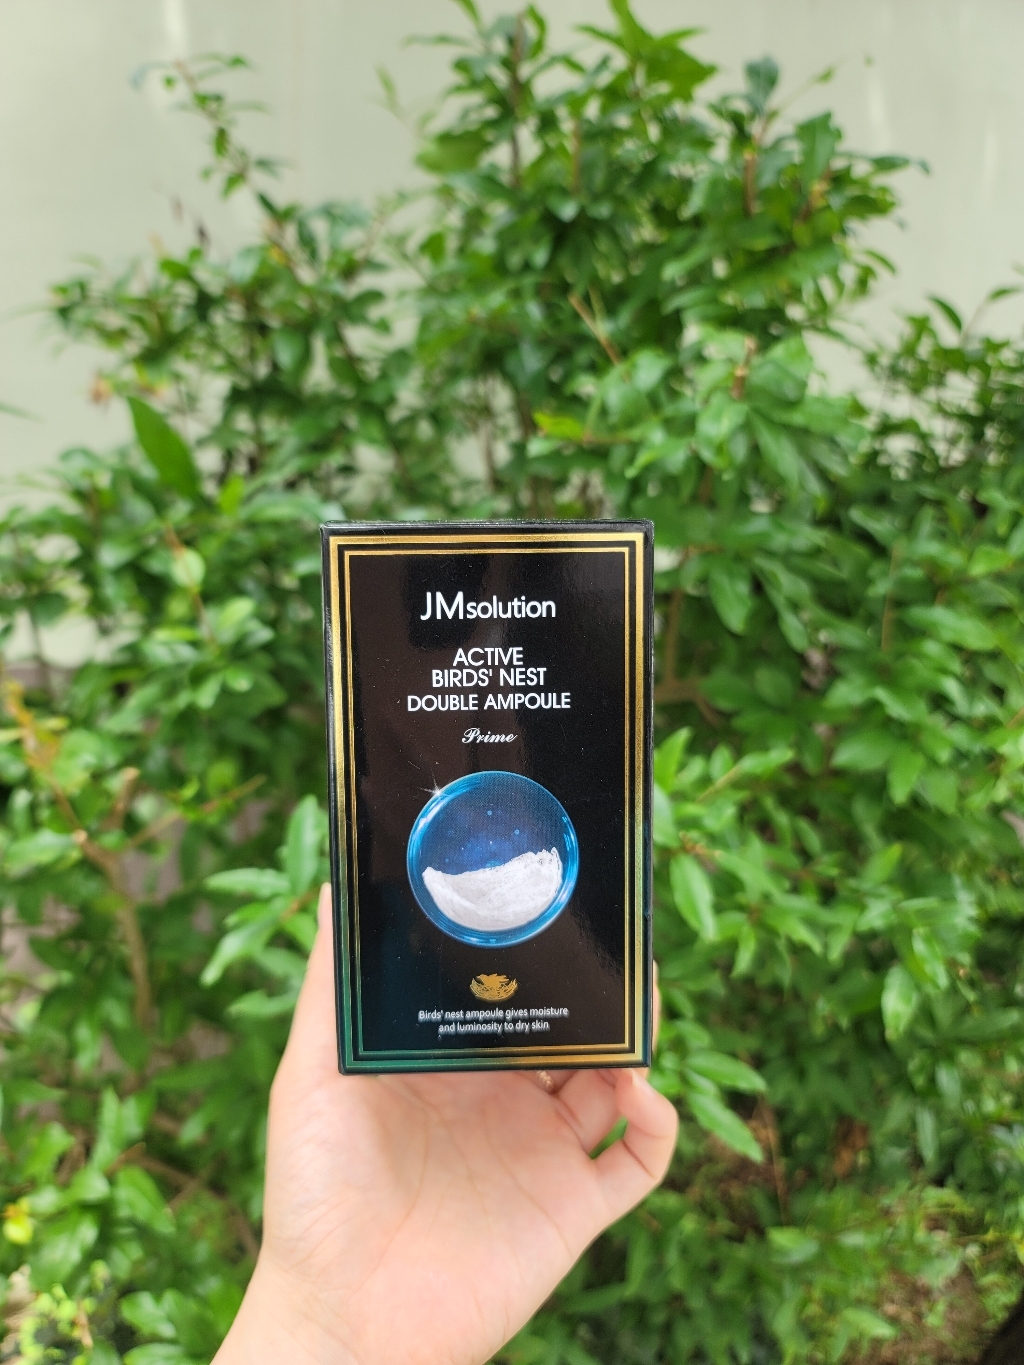 JMsolution
ACTIVE
BIRDS' NEST
DOUBLE AMPOULE
Prime
Birds' nest ampoule gives moisture
and luminosity to dry skin